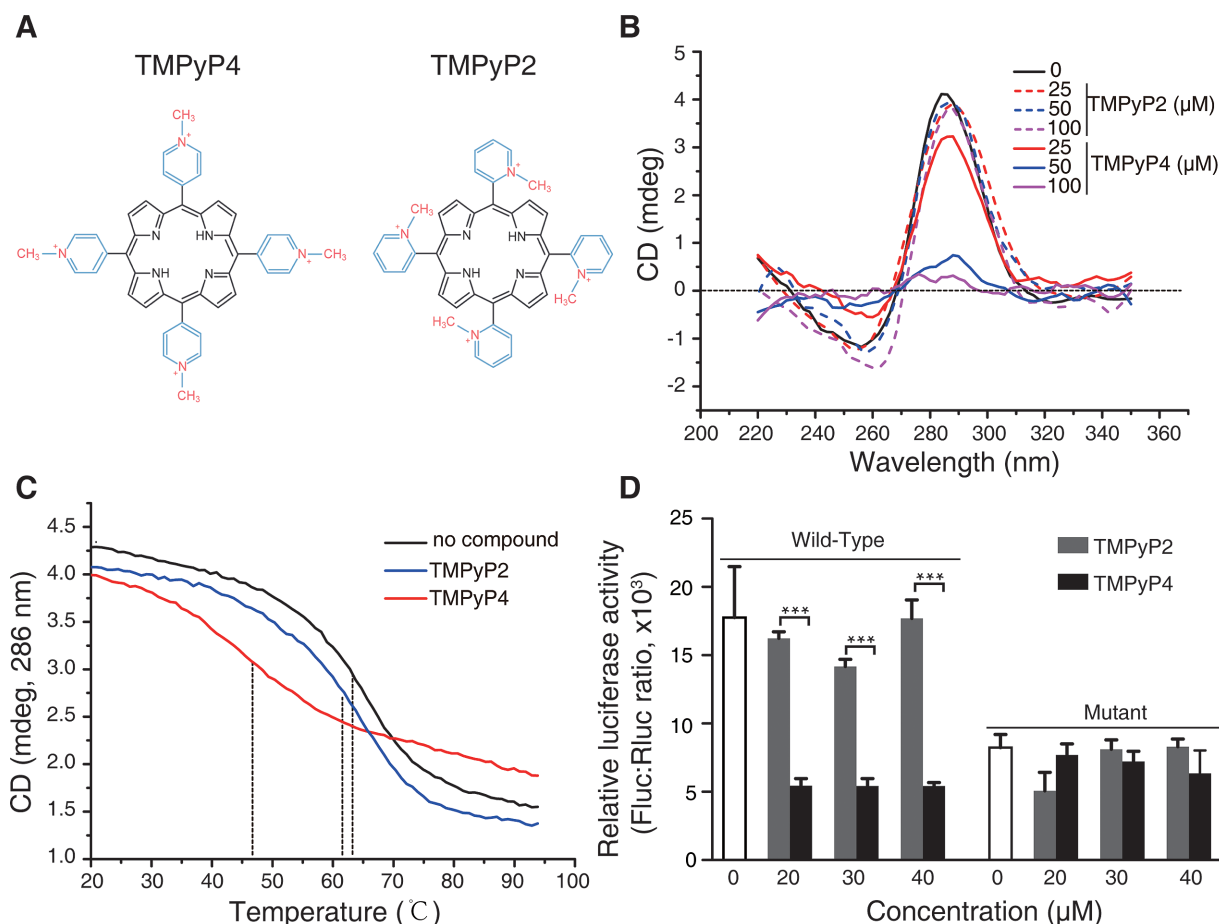 A
TMPyP4
TMPyP2
CH₃
N⁺
CH₃
N⁺
N
HN
NH
N
N⁺
CH₃
N⁺
CH₃
N⁺
CH₃
CH₃
N⁺
N
HN
NH
N
N⁺
CH₃
H₃C
N⁺
B
5
4
3
2
1
0
-1
-2
CD (mdeg)
0
25
50
100
TMPyP2 (µM)
25
50
100
TMPyP4 (µM)
200 220 240 260 280 300 320 340 360
Wavelength (nm)
C
4.5
4.0
3.5
3.0
2.5
2.0
1.5
1.0
CD (mdeg, 286 nm)
no compound
TMPyP2
TMPyP4
20 30 40 50 60 70 80 90 100
Temperature (℃)
D
25
20
15
10
5
0
Relative luciferase activity
(Fluc:Rluc ratio, x10³)
Wild-Type
TMPyP2
TMPyP4
***
***
***
Mutant
0 20 30 40 0 20 30 40
Concentration (µM)